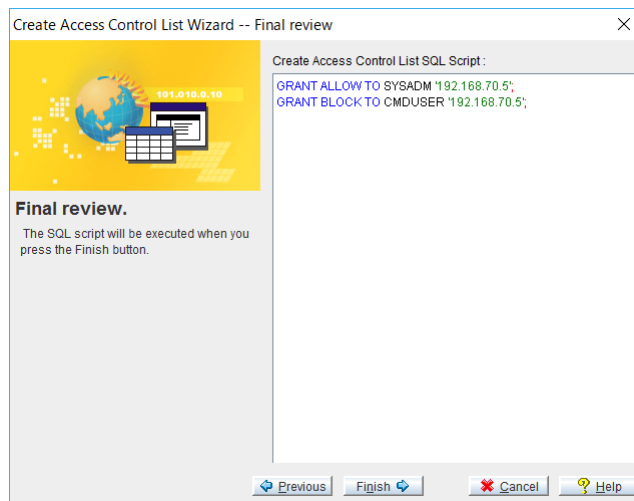 Create Access Control List Wizard -- Final review
101.010.0.10
Final review.
The SQL script will be executed when you
press the Finish button.
Create Access Control List SQL Script :
GRANT ALLOW TO SYSADM '192.168.70.5';
GRANT BLOCK TO CMDUSER '192.168.70.5';
Previous
Finish
Cancel
Help